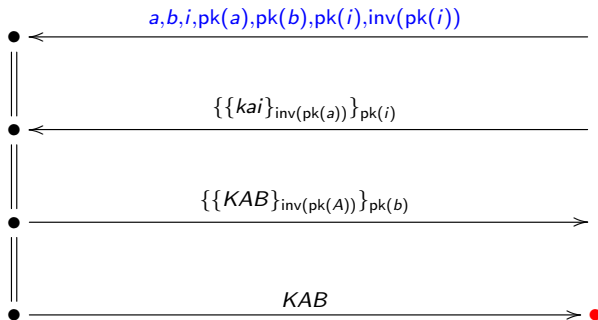 a,b,i,pk(a),pk(b),pk(i),inv(pk(i))
{{kai}inv(pk(a))}pk(i)
{{KAB}inv(pk(A))}pk(b)
KAB